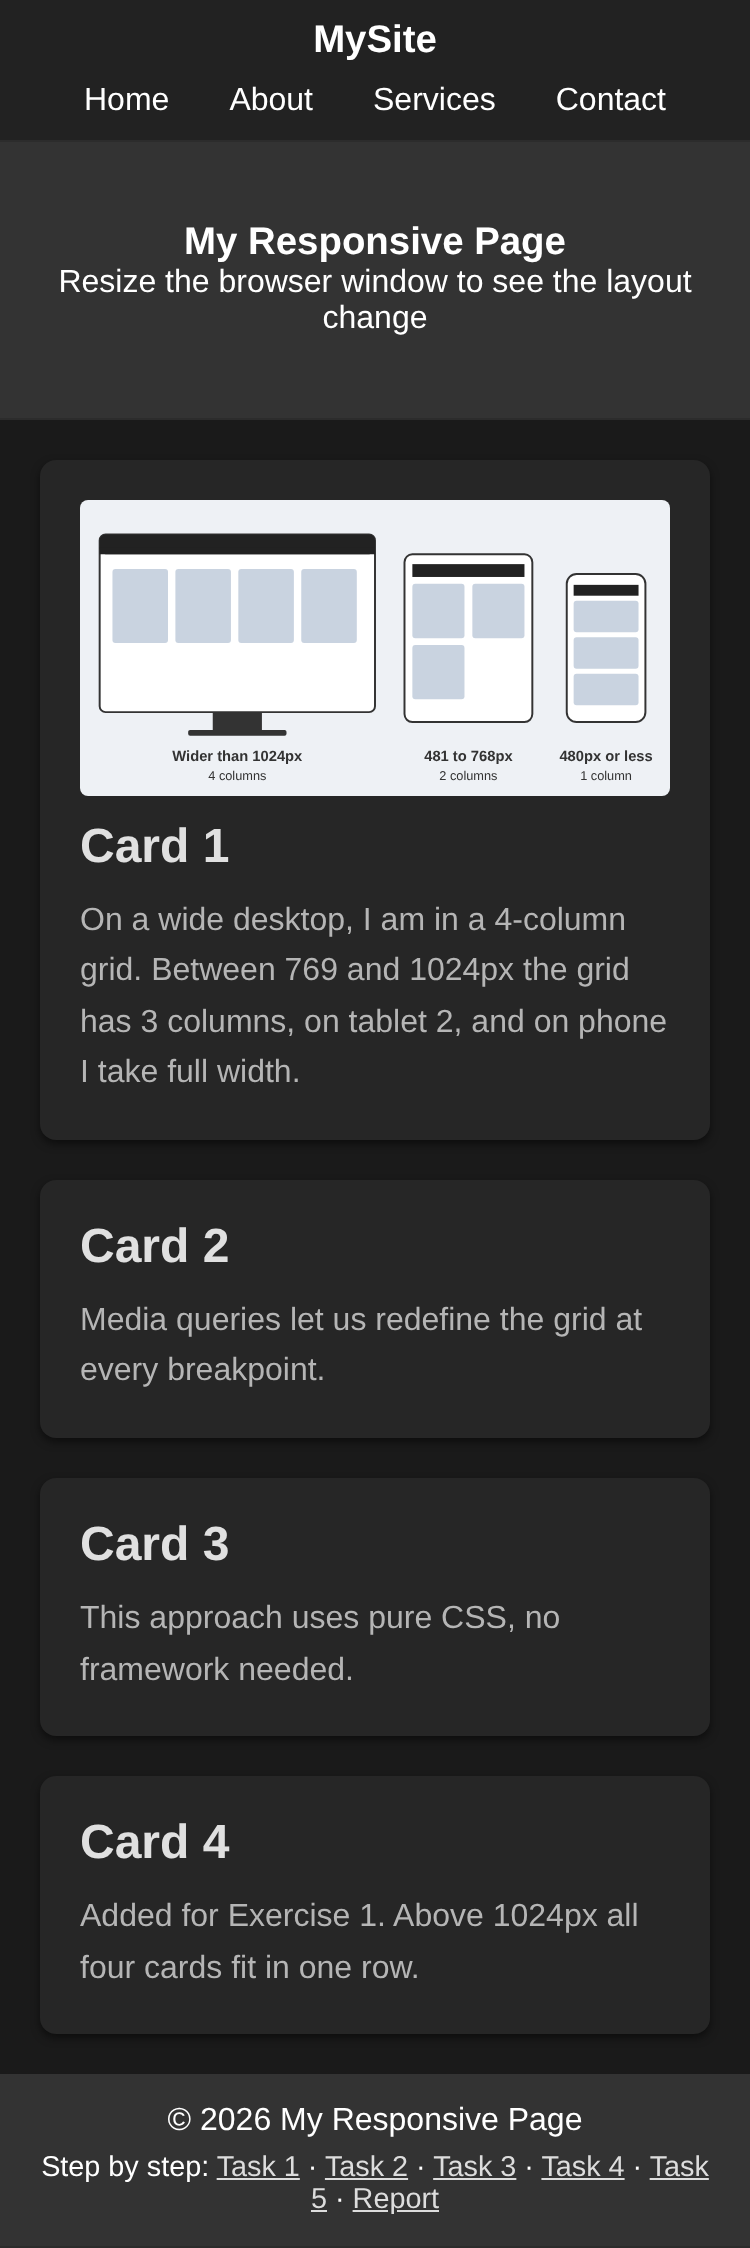 MySite
Home About Services Contact
My Responsive Page
Resize the browser window to see the layout
change
Wider than 1024px 481 to 768px 480px or less
4 columns 2 columns 1 column
Card 1
On a wide desktop, I am in a 4-column
grid. Between 769 and 1024px the grid
has 3 columns, on tablet 2, and on phone
I take full width.
Card 2
Media queries let us redefine the grid at
every breakpoint.
Card 3
This approach uses pure CSS, no
framework needed.
Card 4
Added for Exercise 1. Above 1024px all
four cards fit in one row.
© 2026 My Responsive Page
Step by step: Task 1 · Task 2 · Task 3 · Task 4 · Task
5 · Report